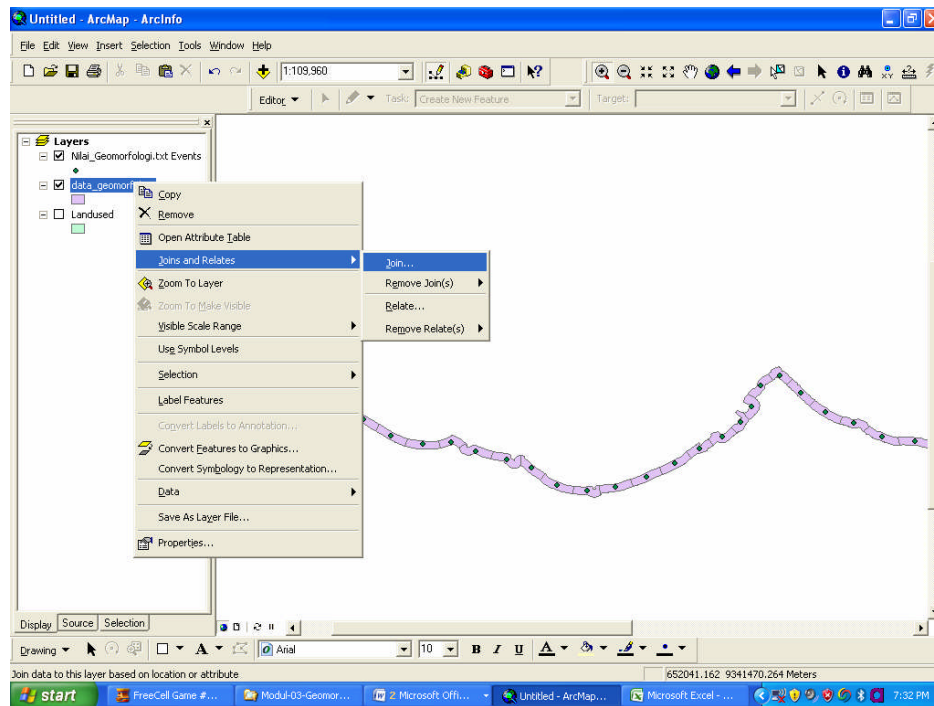 Untitled - ArcMap - ArcInfo
File Edit View Insert Selection Tools Window Help
1:109,960
Editor Task: Create New Feature Target:
Layers
Nilai_Geomorfologi.txt Events
data_geomorf
Landused
Copy
Remove
Open Attribute Table
Joins and Relates
Zoom To Layer
Zoom To Make Visible
Visible Scale Range
Use Symbol Levels
Selection
Label Features
Convert Labels to Annotation...
Convert Features to Graphics...
Convert Symbology to Representation...
Data
Save As Layer File...
Properties...
Join...
Remove Join(s)
Relate...
Remove Relate(s)
Display Source Selection
Drawing A Arial 10 B I U A
Join data to this layer based on location or attribute
652041.162 9341470.264 Meters
start FreeCell Game #... Modul-03-Geomor... 2 Microsoft Offi... Untitled - ArcMap... Microsoft Excel - ... 7:32 PM